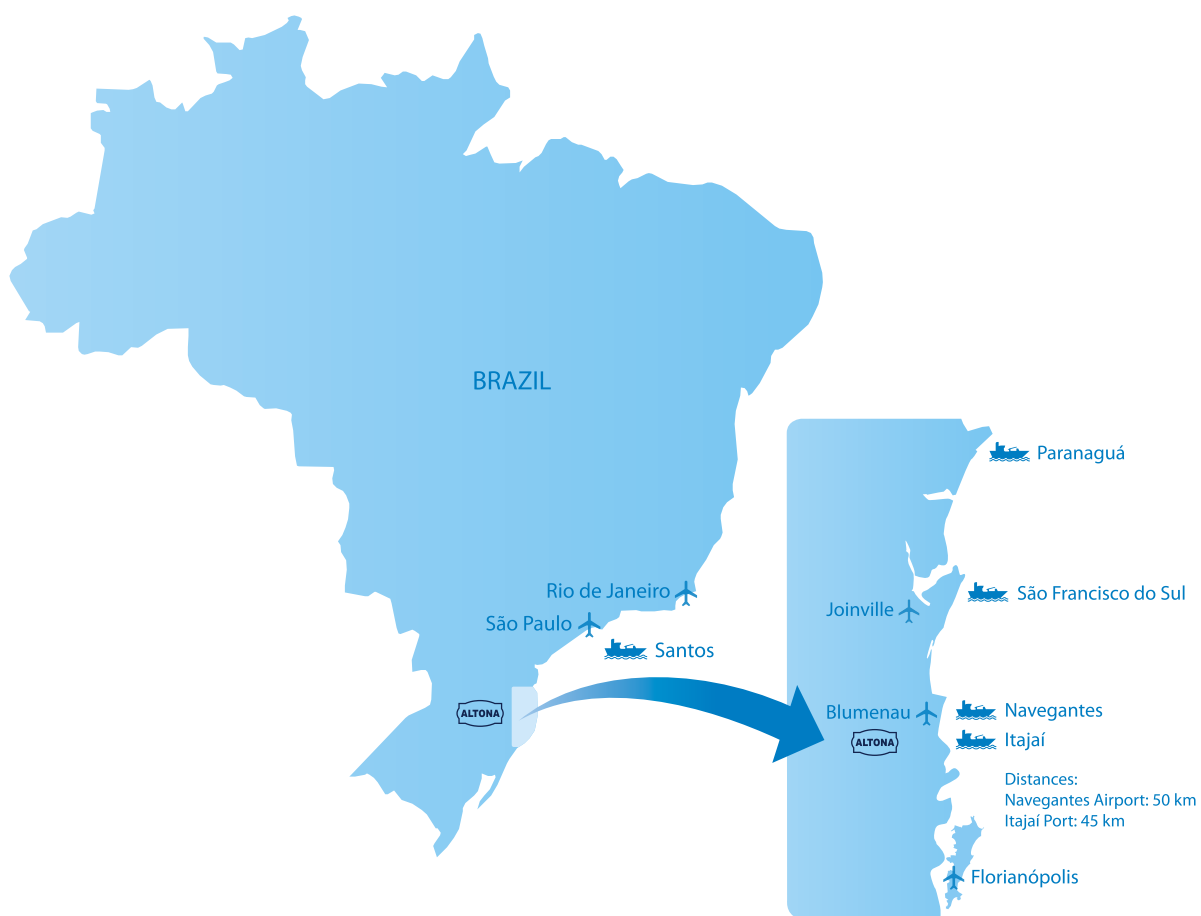 BRAZIL
Rio de Janeiro
São Paulo
Santos
ALTONA
Paranaguá
São Francisco do Sul
Joinville
Blumenau
Navegantes
ALTONA
Itajaí
Distances:
Navegantes Airport: 50 km
Itajaí Port: 45 km
Florianópolis